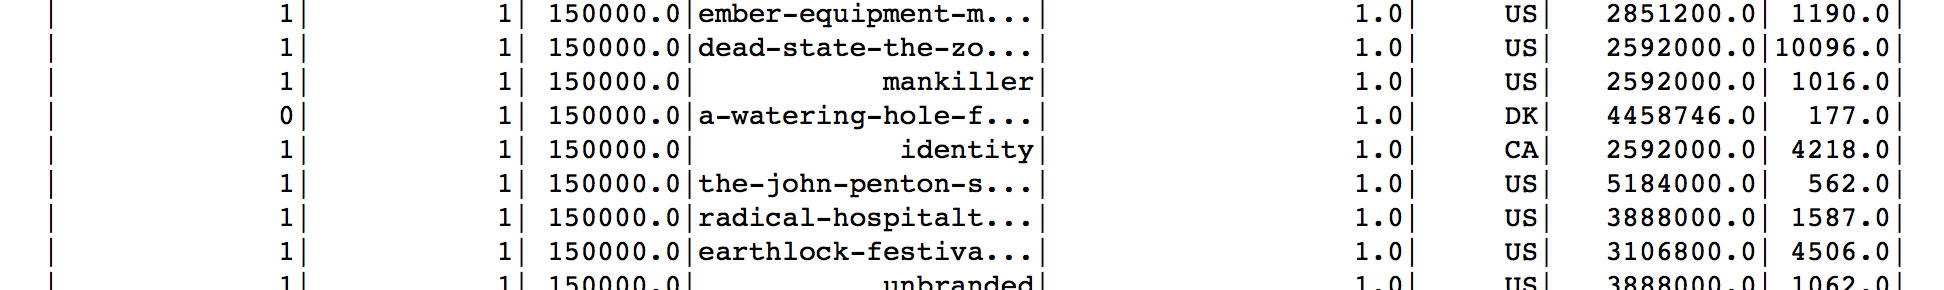 |             1|           1| 150000.0|ember-equipment-m...|                 1.0|     US|   2851200.0| 1190.0|
|             1|           1| 150000.0|dead-state-the-zo...|                 1.0|     US|   2592000.0|10096.0|
|             1|           1| 150000.0|           mankiller|                 1.0|     US|   2592000.0| 1016.0|
|             0|           1| 150000.0|a-watering-hole-f...|                 1.0|     DK|   4458746.0|  177.0|
|             1|           1| 150000.0|            identity|                 1.0|     CA|   2592000.0| 4218.0|
|             1|           1| 150000.0|the-john-penton-s...|                 1.0|     US|   5184000.0|  562.0|
|             1|           1| 150000.0|radical-hospitalt...|                 1.0|     US|   3888000.0| 1587.0|
|             1|           1| 150000.0|earthlock-festiva...|                 1.0|     US|   3106800.0| 4506.0|
|             1|           1| 150000.0|           unbranded|                 1.0|     US|   3888000.0| 1062.0|